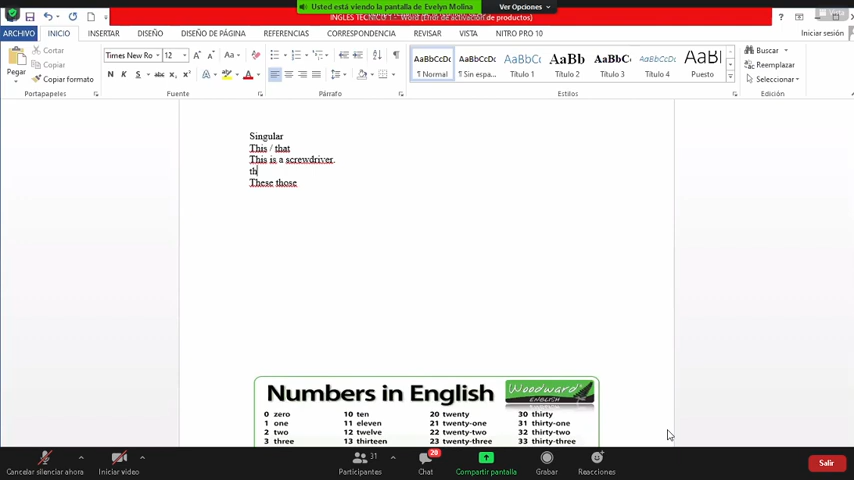 Usted está viendo la pantalla de Evelyn Molina
Ver Opciones
INGLES TECNICO 1 - Word (Error de activación de productos)
Vista
ARCHIVO INICIO INSERTAR DISEÑO DISEÑO DE PÁGINA REFERENCIAS CORRESPONDENCIA REVISAR VISTA NITRO PRO 10
Iniciar sesión
Pegar
Cortar
Copiar
Copiar formato
Portapapeles
Times New Ro 12
Aa
N K S abc x₂ x²
Fuente
Párrafo
AaBbCcDc
¶ Normal
AaBbCcDc
¶ Sin espa...
AaBbCc
Título 1
AaBb
Título 2
AaBbC
Título 3
AaBbCcDc
Título 4
AaBl
Puesto
Estilos
Buscar
Reemplazar
Seleccionar
Edición
Singular
This / that
This is a screwdriver.
th
These those
Numbers in English
Woodward
ENGLISH
0 zero 10 ten 20 twenty 30 thirty
1 one 11 eleven 21 twenty-one 31 thirty-one
2 two 12 twelve 22 twenty-two 32 thirty-two
3 three 13 thirteen 23 twenty-three 33 thirty-three
Cancelar silenciar ahora
Iniciar video
31
Participantes
20
Chat
Compartir pantalla
Grabar
Reacciones
Salir